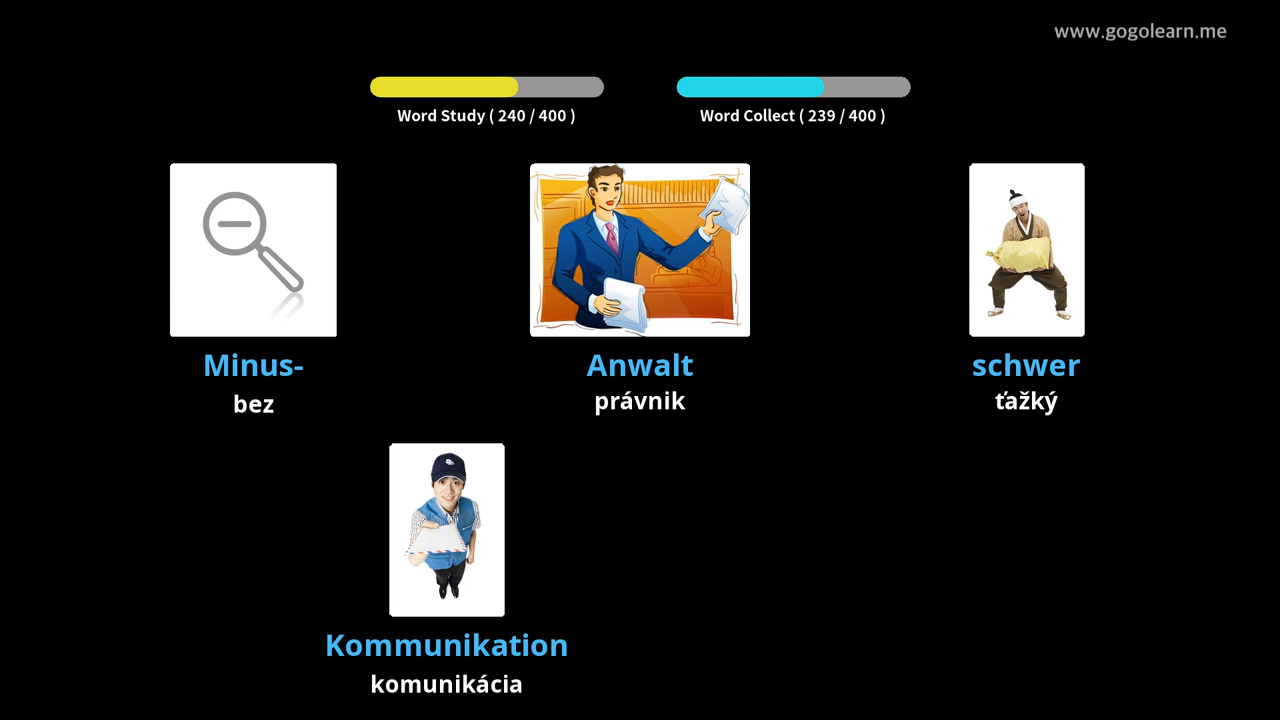 www.gogolearn.me
Word Study ( 240 / 400 )
Word Collect ( 239 / 400 )
Minus-
bez
Anwalt
právnik
schwer
ťažký
Kommunikation
komunikácia